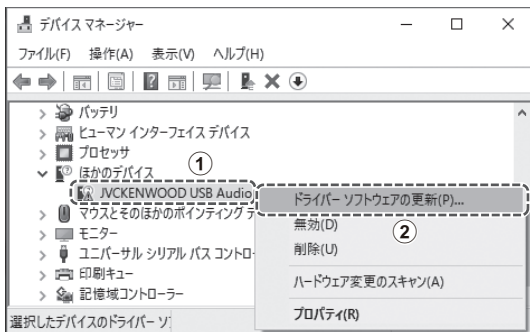 デバイス マネージャー
ファイル(F) 操作(A) 表示(V) ヘルプ(H)
バッテリ
ヒューマン インターフェイス デバイス
プロセッサ
ほかのデバイス
①
JVCKENWOOD USB Audio
マウスとそのほかのポインティング デ
モニター
ユニバーサル シリアル バス コントロ
印刷キュー
記憶域コントローラー
選択したデバイスのドライバー ソ
ドライバー ソフトウェアの更新(P)...
②
無効(D)
削除(U)
ハードウェア変更のスキャン(A)
プロパティ(R)